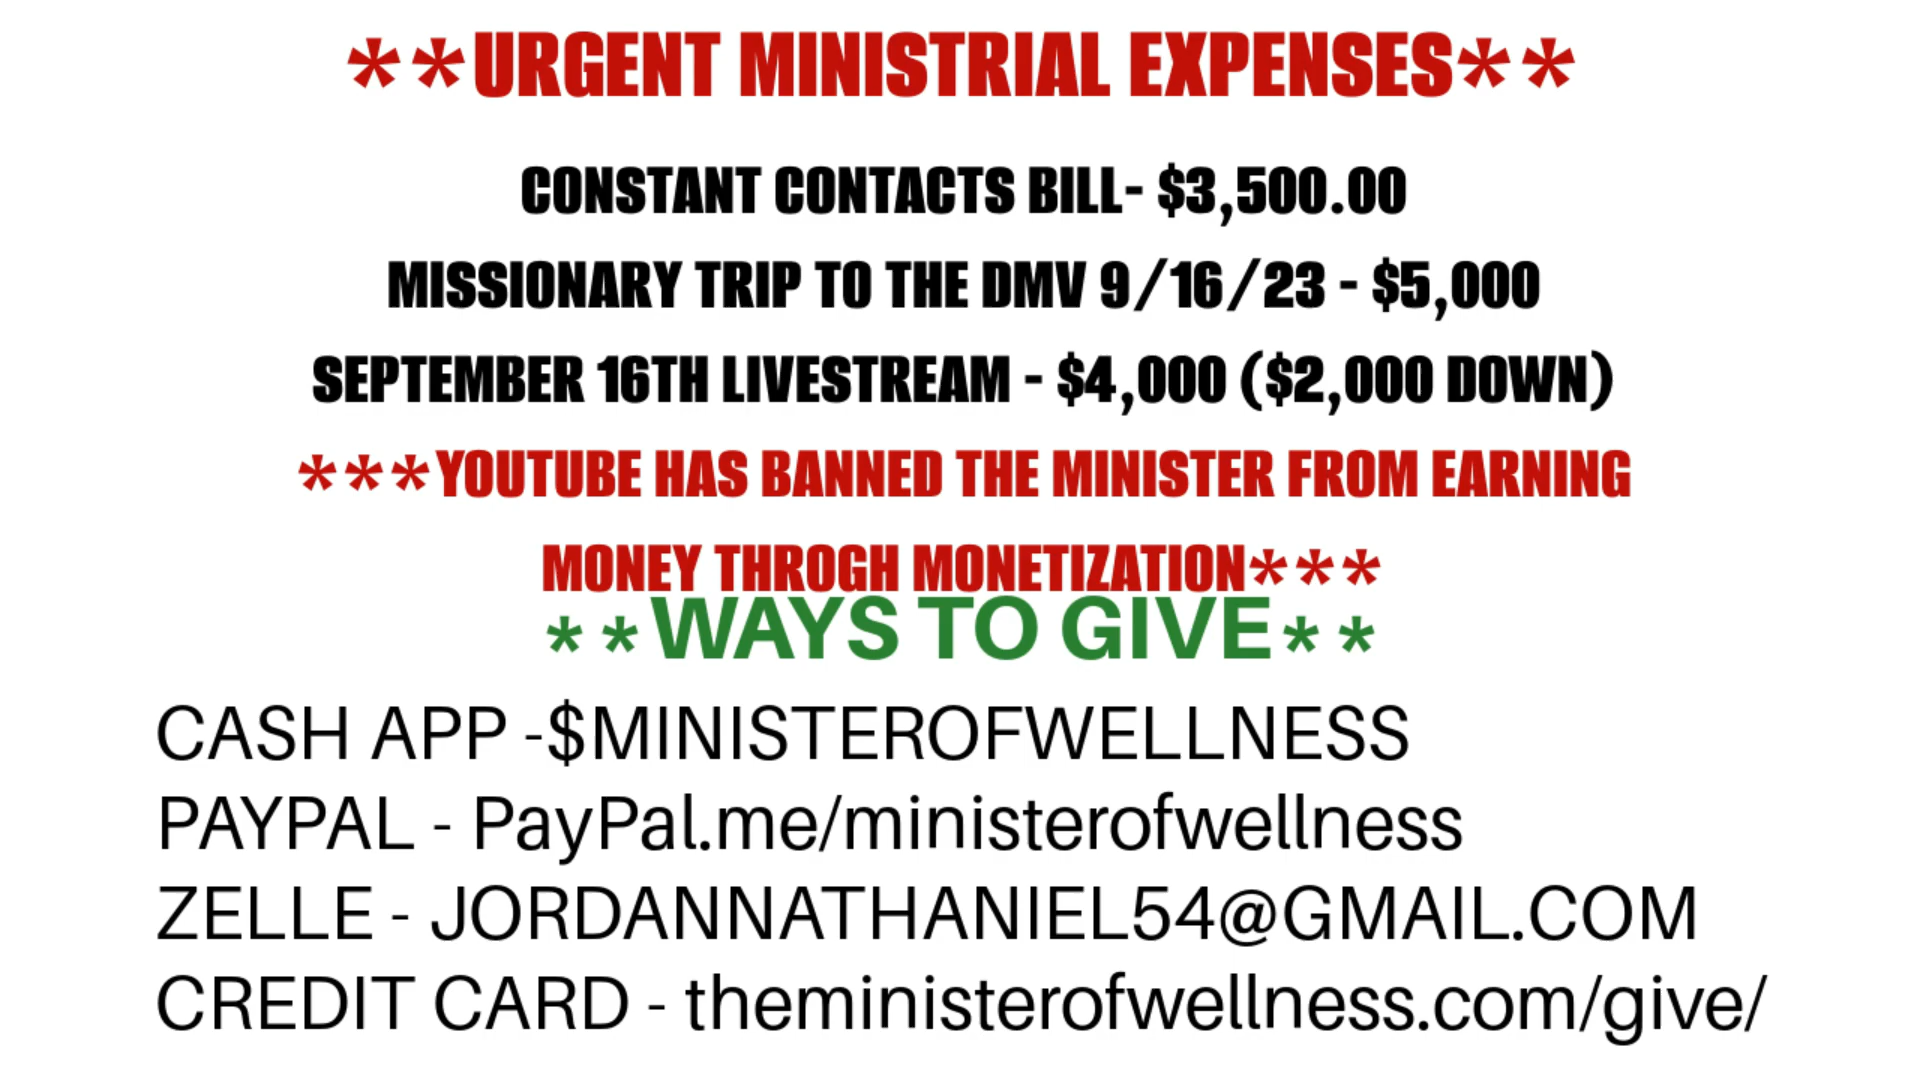 **URGENT MINISTRIAL EXPENSES**
CONSTANT CONTACTS BILL- $3,500.00
MISSIONARY TRIP TO THE DMV 9/16/23 - $5,000
SEPTEMBER 16TH LIVESTREAM - $4,000 ($2,000 DOWN)
***YOUTUBE HAS BANNED THE MINISTER FROM EARNING
MONEY THROGH MONETIZATION***
**WAYS TO GIVE**
CASH APP -$MINISTEROFWELLNESS
PAYPAL - PayPal.me/ministerofwellness
ZELLE - JORDANNATHANIEL54@GMAIL.COM
CREDIT CARD - theministerofwellness.com/give/